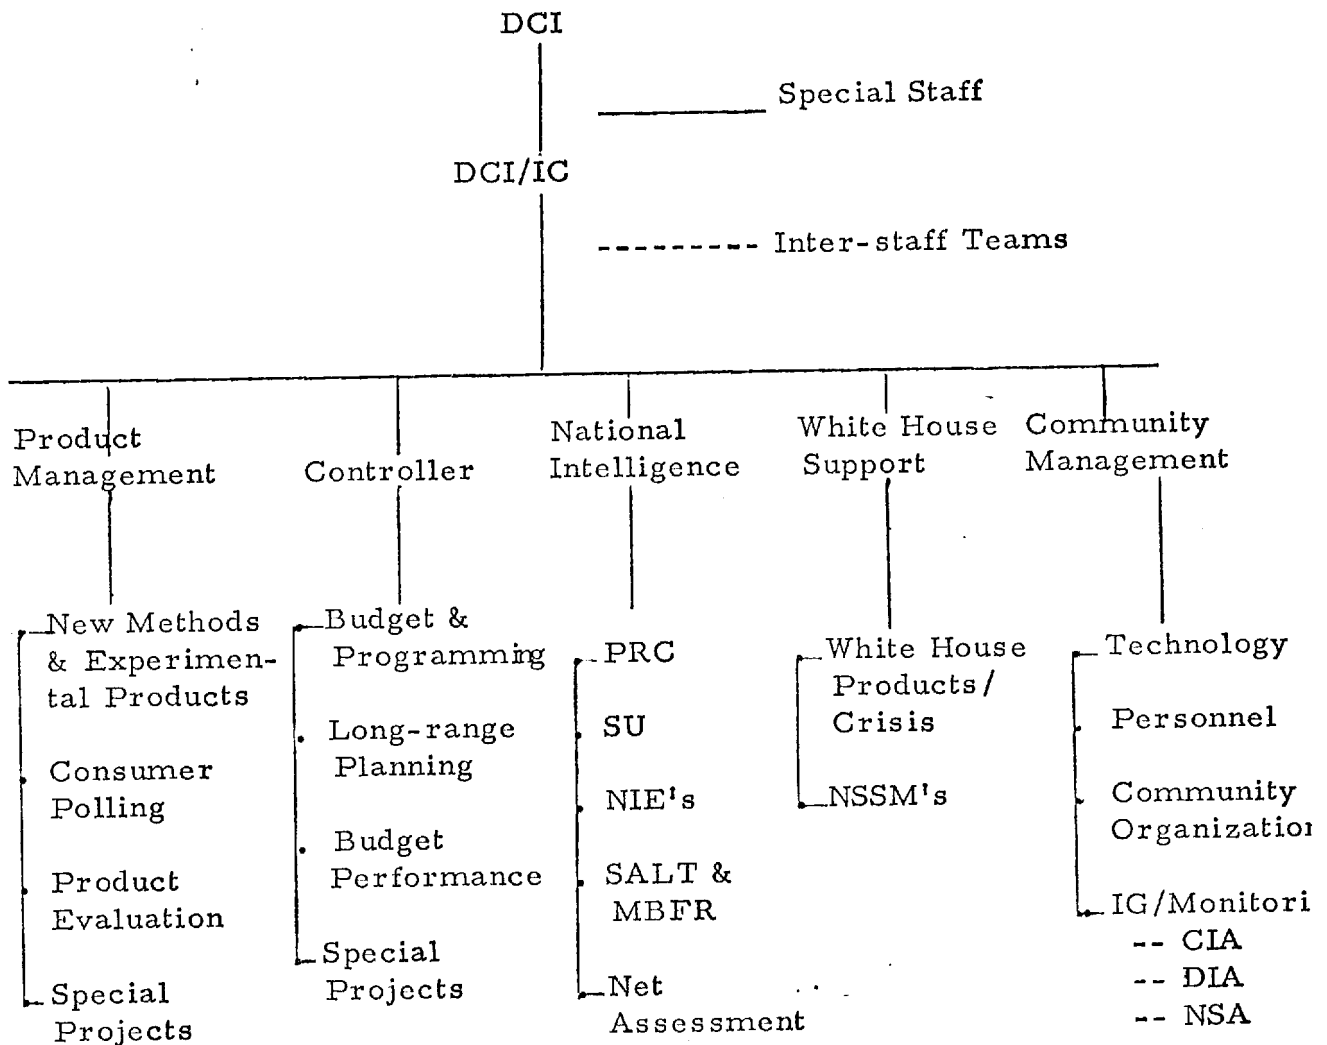 DCI
Special Staff
DCI/IC
--------- Inter-staff Teams
Product
Management
Controller
National
Intelligence
White House
Support
Community
Management
New Methods
& Experimen-
tal Products
Consumer
Polling
Product
Evaluation
Special
Projects
Budget &
Programming
Long-range
Planning
Budget
Performance
Special
Projects
PRC
SU
NIE's
SALT &
MBFR
Net
Assessment
White House
Products/
Crisis
NSSM's
Technology
Personnel
Community
Organization
IG/Monitori
-- CIA
-- DIA
-- NSA